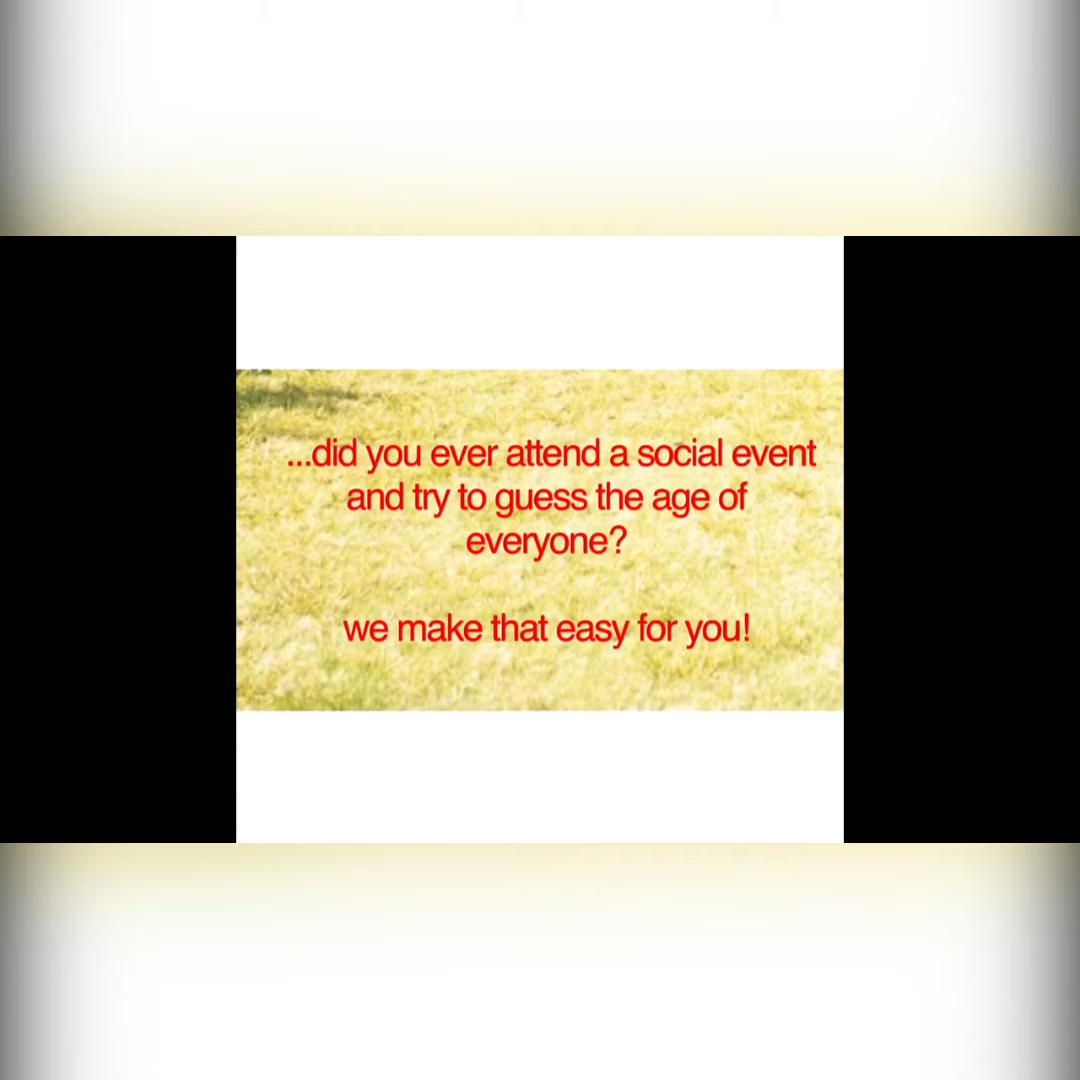 ...did you ever attend a social event
and try to guess the age of
everyone?
we make that easy for you!